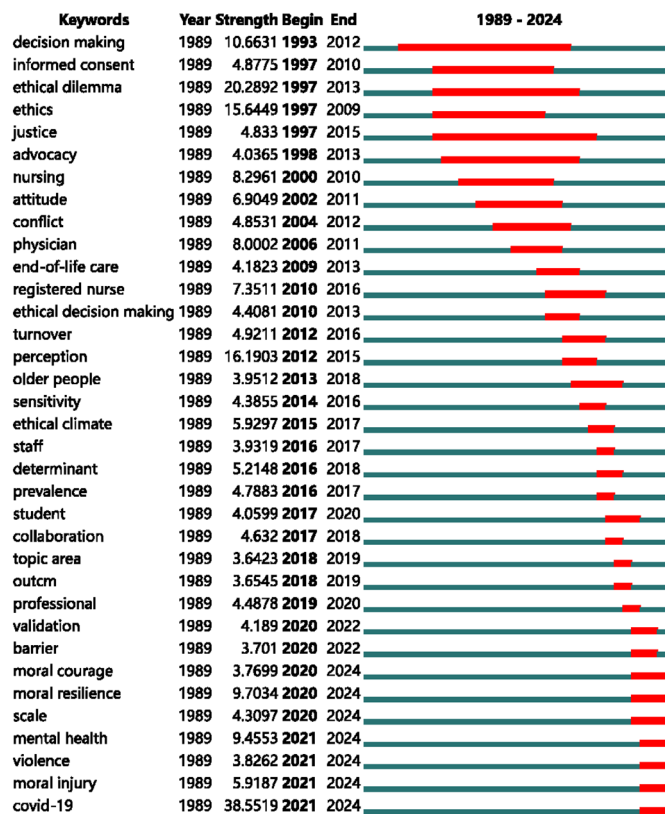 Keywords Year Strength Begin End 1989 - 2024
decision making 1989 10.6631 1993 2012
informed consent 1989 4.8775 1997 2010
ethical dilemma 1989 20.2892 1997 2013
ethics 1989 15.6449 1997 2009
justice 1989 4.833 1997 2015
advocacy 1989 4.0365 1998 2013
nursing 1989 8.2961 2000 2010
attitude 1989 6.9049 2002 2011
conflict 1989 4.8531 2004 2012
physician 1989 8.0002 2006 2011
end-of-life care 1989 4.1823 2009 2013
registered nurse 1989 7.3511 2010 2016
ethical decision making 1989 4.4081 2010 2013
turnover 1989 4.9211 2012 2016
perception 1989 16.1903 2012 2015
older people 1989 3.9512 2013 2018
sensitivity 1989 4.3855 2014 2016
ethical climate 1989 5.9297 2015 2017
staff 1989 3.9319 2016 2017
determinant 1989 5.2148 2016 2018
prevalence 1989 4.7883 2016 2017
student 1989 4.0599 2017 2020
collaboration 1989 4.632 2017 2018
topic area 1989 3.6423 2018 2019
outcm 1989 3.6545 2018 2019
professional 1989 4.4878 2019 2020
validation 1989 4.189 2020 2022
barrier 1989 3.701 2020 2022
moral courage 1989 3.7699 2020 2024
moral resilience 1989 9.7034 2020 2024
scale 1989 4.3097 2020 2024
mental health 1989 9.4553 2021 2024
violence 1989 3.8262 2021 2024
moral injury 1989 5.9187 2021 2024
covid-19 1989 38.5519 2021 2024